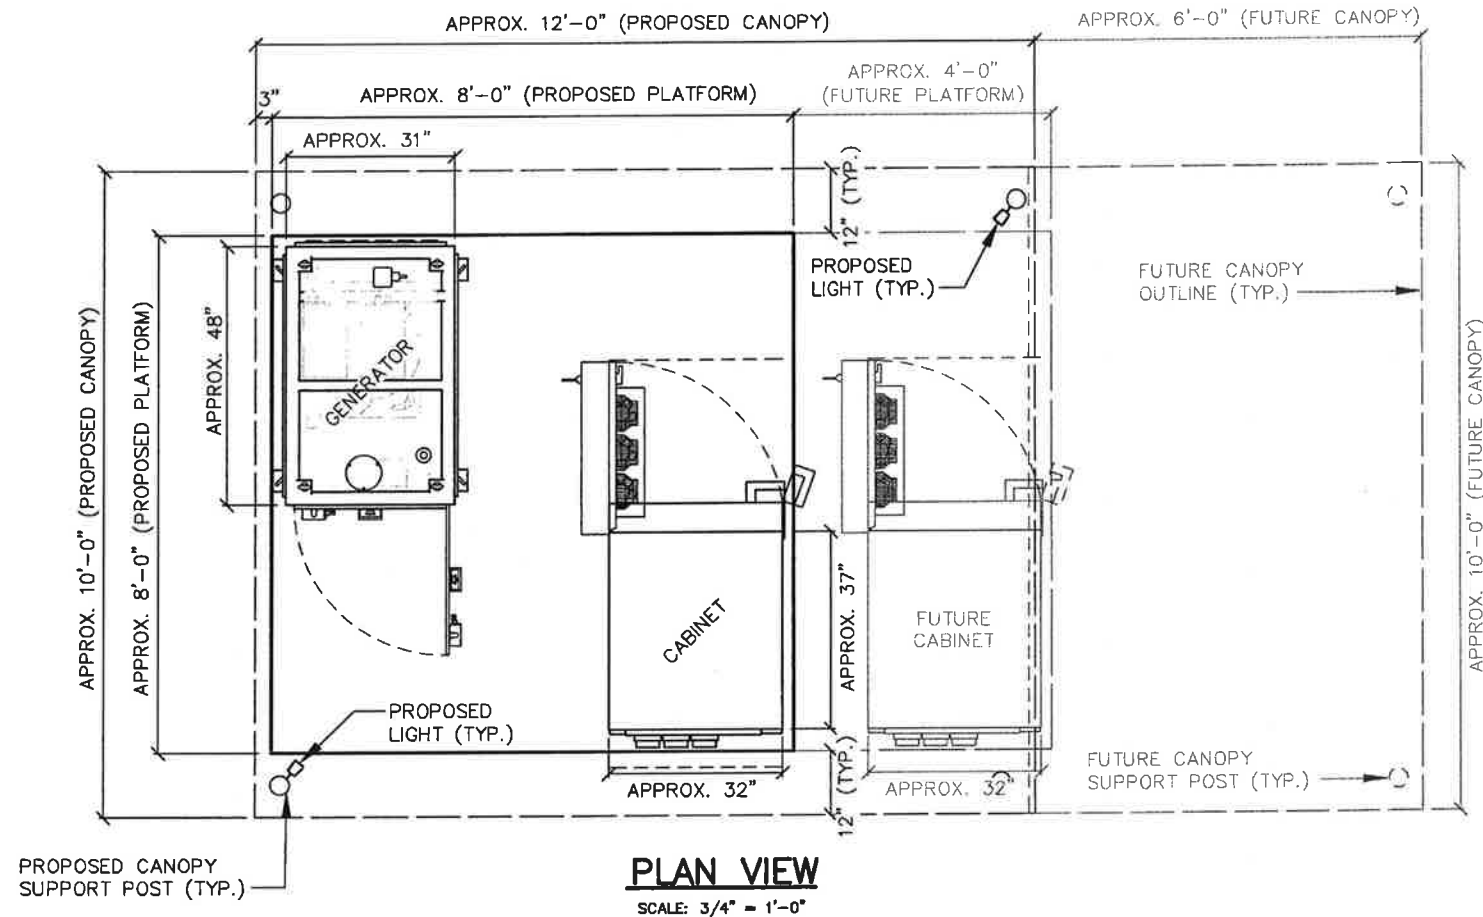 APPROX. 12'-0" (PROPOSED CANOPY)
APPROX. 6'-0" (FUTURE CANOPY)
3"
APPROX. 8'-0" (PROPOSED PLATFORM)
APPROX. 4'-0"
(FUTURE PLATFORM)
APPROX. 31"
12" (TYP.)
PROPOSED
LIGHT (TYP.)
FUTURE CANOPY
OUTLINE (TYP.)
APPROX. 10'-0" (PROPOSED CANOPY)
APPROX. 8'-0" (PROPOSED PLATFORM)
APPROX. 48"
GENERATOR
CABINET
APPROX. 37"
FUTURE
CABINET
APPROX. 10'-0" (FUTURE CANOPY)
PROPOSED
LIGHT (TYP.)
APPROX. 32"
12" (TYP.)
APPROX. 32"
FUTURE CANOPY
SUPPORT POST (TYP.)
PROPOSED CANOPY
SUPPORT POST (TYP.)
PLAN VIEW
SCALE: 3/4" = 1'-0"